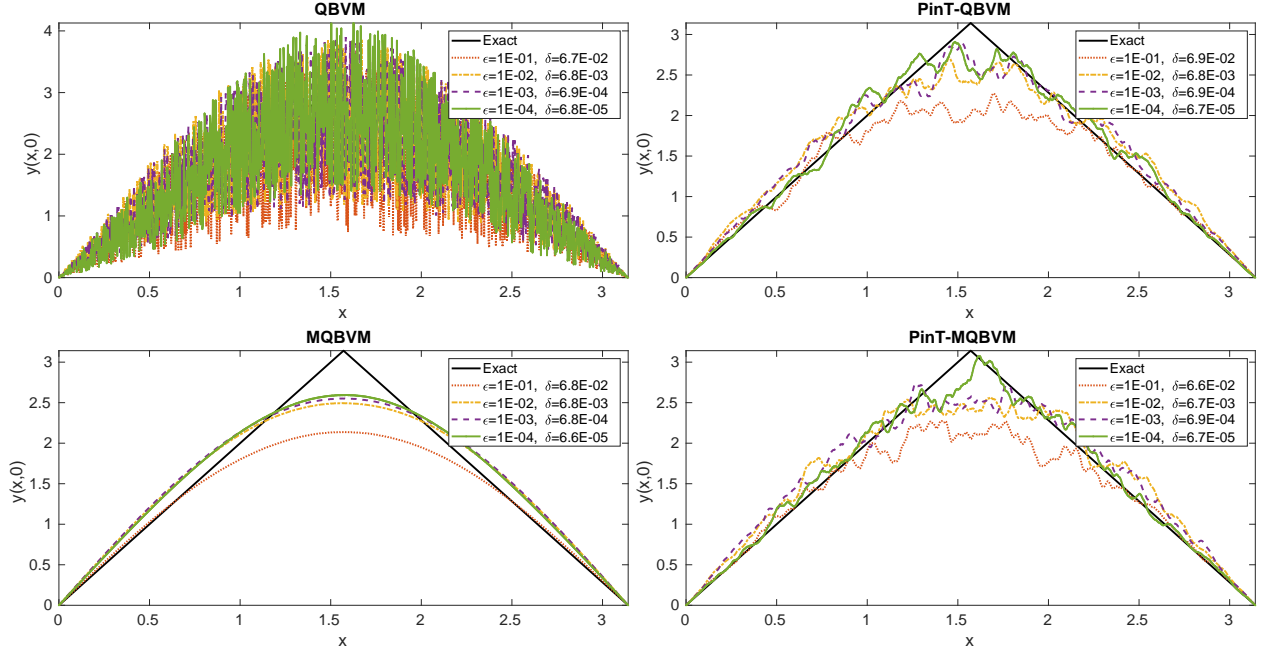 QBVM
4
3
2
1
0
y(x,0)
0
0.5
1
1.5
2
2.5
3
x
Exact
ϵ=1E-01, δ=6.7E-02
ϵ=1E-02, δ=6.8E-03
ϵ=1E-03, δ=6.9E-04
ϵ=1E-04, δ=6.8E-05
PinT-QBVM
3
2.5
2
1.5
1
0.5
0
y(x,0)
0
0.5
1
1.5
2
2.5
3
x
Exact
ϵ=1E-01, δ=6.9E-02
ϵ=1E-02, δ=6.8E-03
ϵ=1E-03, δ=6.9E-04
ϵ=1E-04, δ=6.7E-05
MQBVM
3
2.5
2
1.5
1
0.5
0
y(x,0)
0
0.5
1
1.5
2
2.5
3
x
Exact
ϵ=1E-01, δ=6.8E-02
ϵ=1E-02, δ=6.8E-03
ϵ=1E-03, δ=6.8E-04
ϵ=1E-04, δ=6.6E-05
PinT-MQBVM
3
2.5
2
1.5
1
0.5
0
y(x,0)
0
0.5
1
1.5
2
2.5
3
x
Exact
ϵ=1E-01, δ=6.6E-02
ϵ=1E-02, δ=6.7E-03
ϵ=1E-03, δ=6.9E-04
ϵ=1E-04, δ=6.7E-05